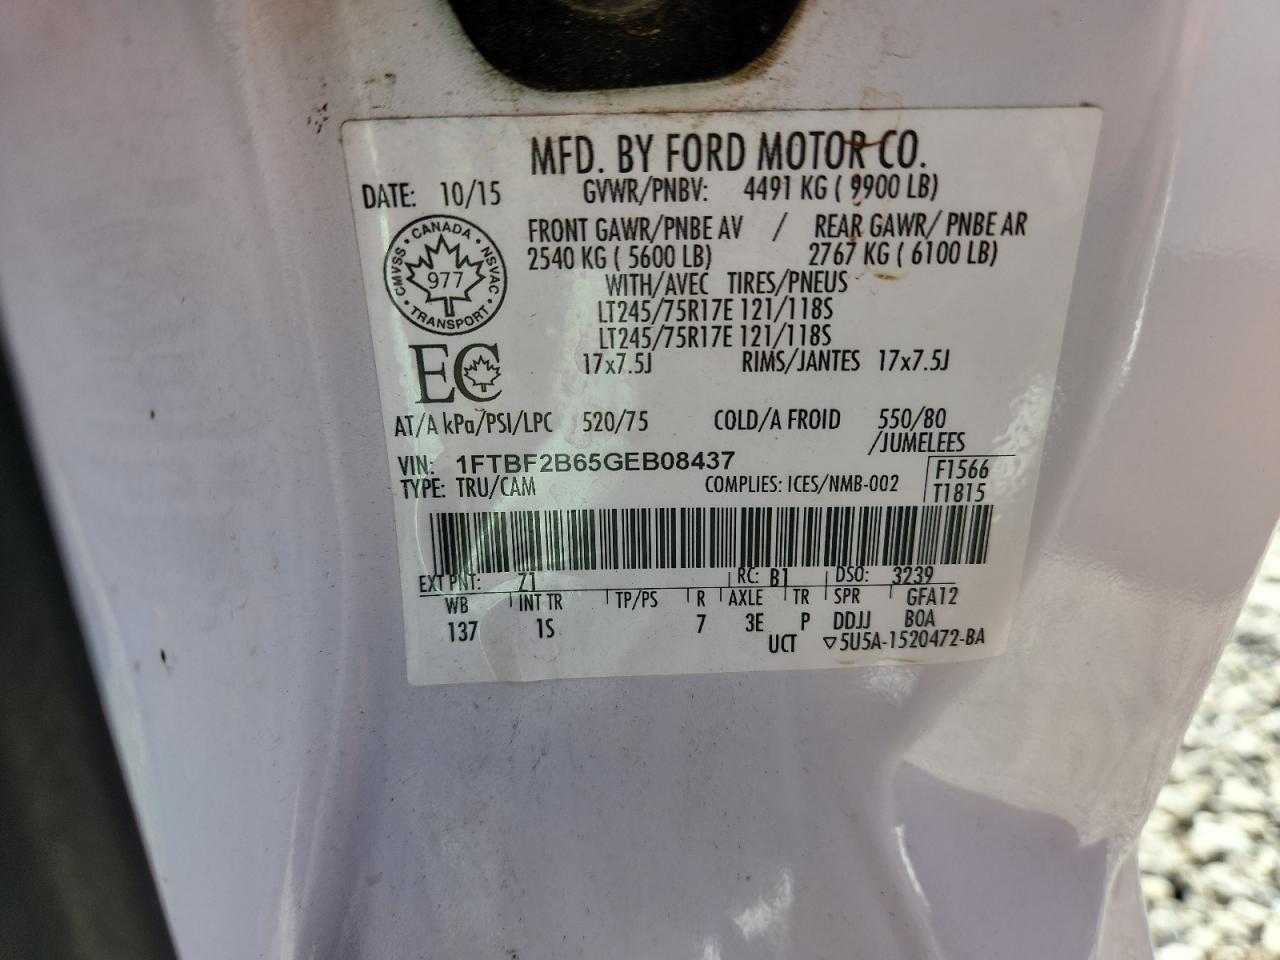 MFD. BY FORD MOTOR CO.
DATE: 10/15 GVWR/PNBV: 4491 KG ( 9900 LB)
FRONT GAWR/PNBE AV / REAR GAWR/ PNBE AR
2540 KG ( 5600 LB) 2767 KG ( 6100 LB)
CANADA
CMVSS · NSVAC
977
TRANSPORT
WITH/AVEC TIRES/PNEUS
LT245/75R17E 121/118S
LT245/75R17E 121/118S
EC
17x7.5J RIMS/JANTES 17x7.5J
AT/A kPa/PSI/LPC 520/75 COLD/A FROID 550/80
/JUMELEES
VIN: 1FTBF2B65GEB08437
F1566
TYPE: TRU/CAM COMPLIES: ICES/NMB-002
T1815
EXT PNT: Z1 RC: B1 DSO: 3239
WB INT TR TP/PS R AXLE TR SPR GFA12
137 1S 7 3E P DDJJ B0A
UCT ▽5U5A-1520472-BA